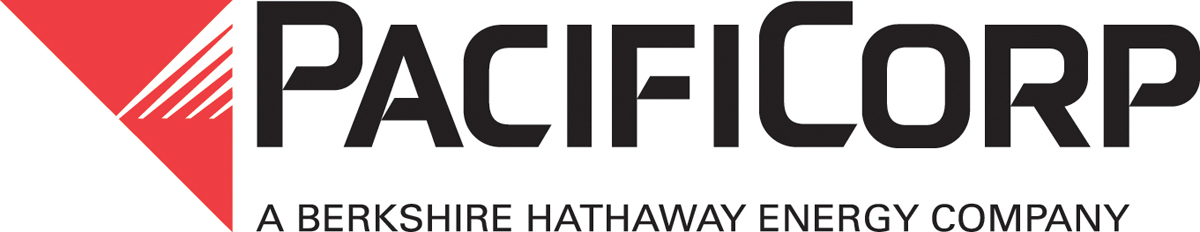 PACIFICORP
A BERKSHIRE HATHAWAY ENERGY COMPANY